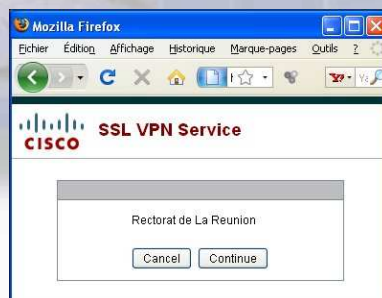 Mozilla Firefox
Fichier Édition Affichage Historique Marque-pages Outils ?
CISCO
SSL VPN Service
Rectorat de La Reunion
Cancel Continue